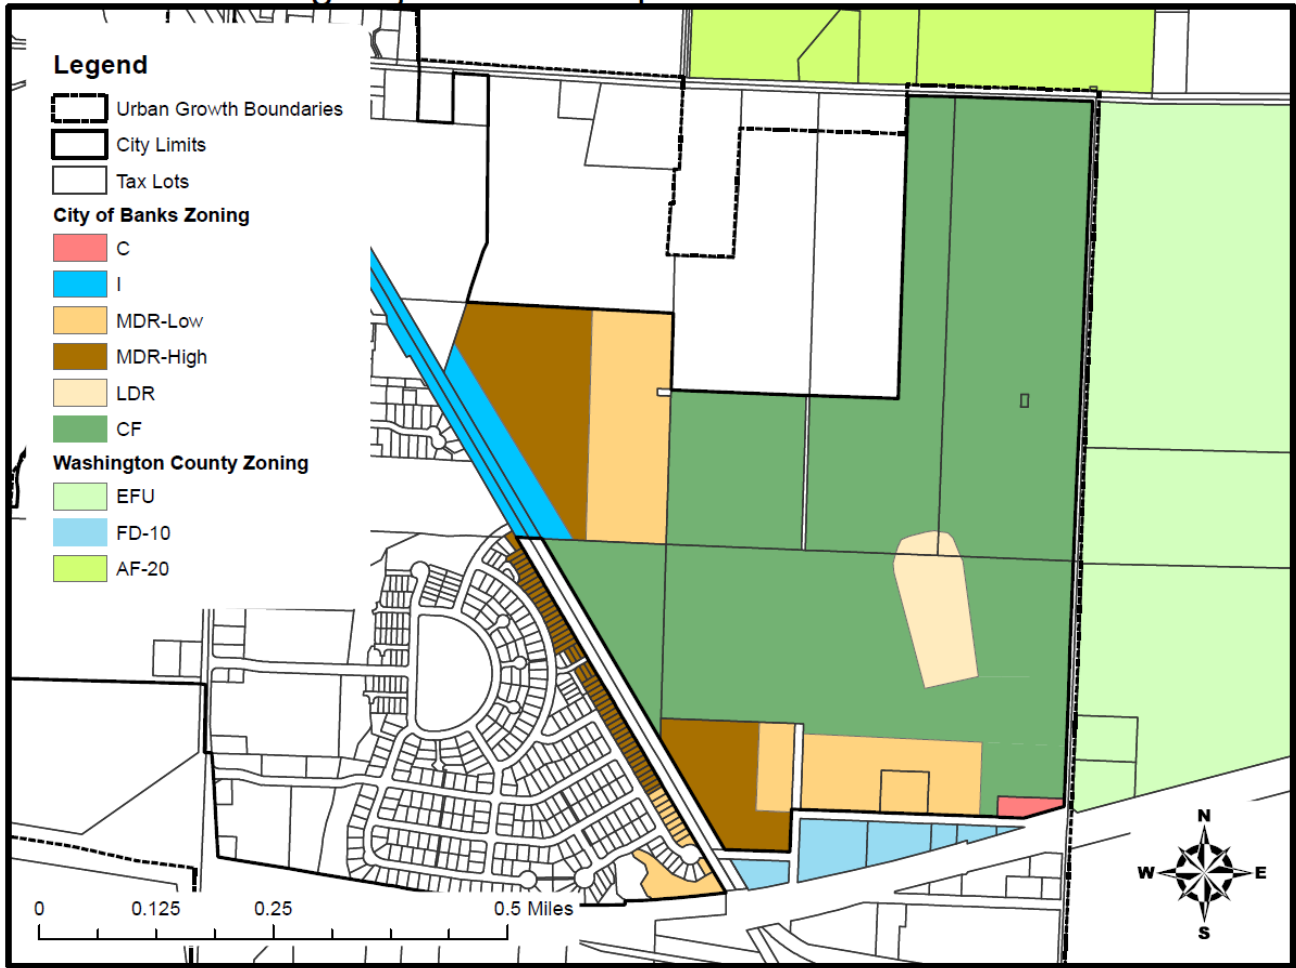 Legend
Urban Growth Boundaries
City Limits
Tax Lots
City of Banks Zoning
C
I
MDR-Low
MDR-High
LDR
CF
Washington County Zoning
EFU
FD-10
AF-20
0 0.125 0.25 0.5 Miles
N
W E
S